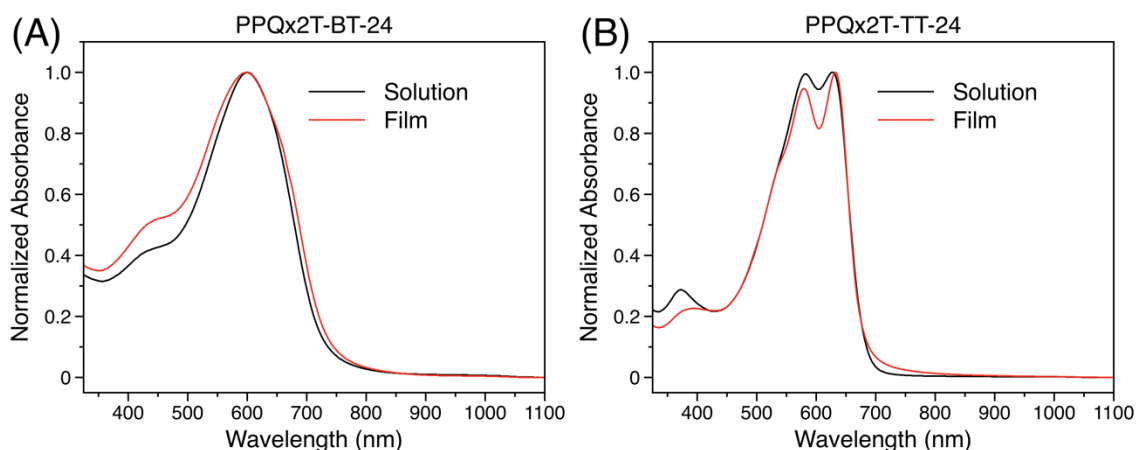 (A)
PPQx2T-BT-24
1.0
0.8
0.6
0.4
0.2
0
Normalized Absorbance
Solution
Film
400 500 600 700 800 900 1000 1100
Wavelength (nm)
(B)
PPQx2T-TT-24
1.0
0.8
0.6
0.4
0.2
0
Normalized Absorbance
Solution
Film
400 500 600 700 800 900 1000 1100
Wavelength (nm)